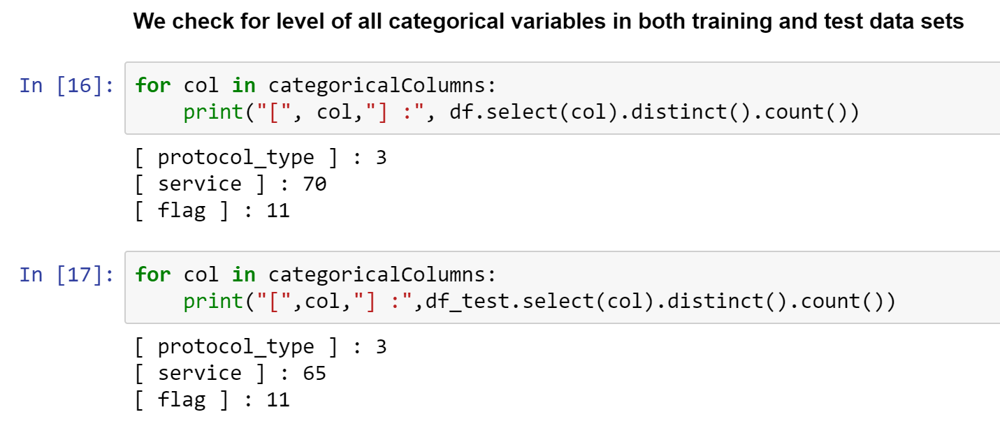 We check for level of all categorical variables in both training and test data sets
In [16]: for col in categoricalColumns:
    print("[", col,"] :", df.select(col).distinct().count())
[ protocol_type ] : 3
[ service ] : 70
[ flag ] : 11
In [17]: for col in categoricalColumns:
    print("[",col,"] :",df_test.select(col).distinct().count())
[ protocol_type ] : 3
[ service ] : 65
[ flag ] : 11